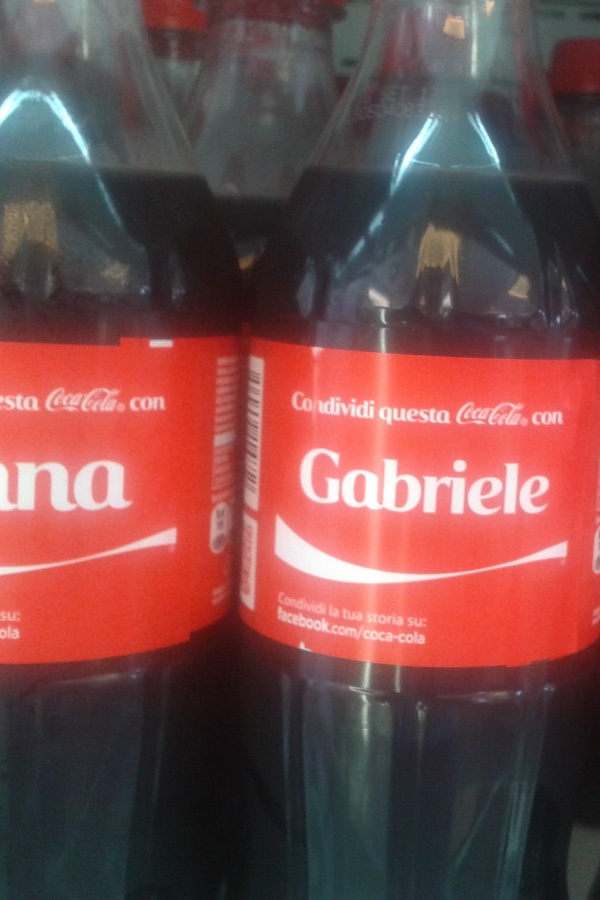 esta Coca-Cola con
ana
su:
ola
Condividi questa Coca-Cola con
Gabriele
Condividi la tua storia su:
facebook.com/coca-cola